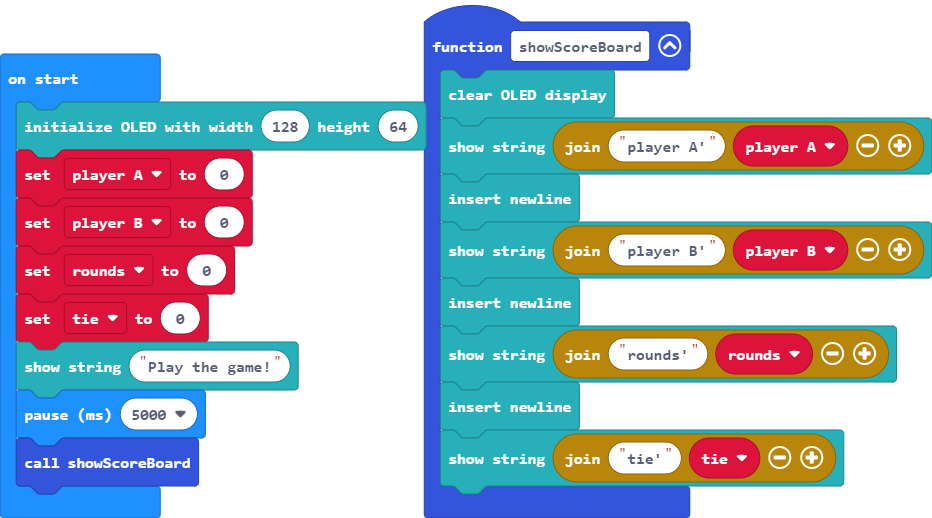 on start
initialize OLED with width 128 height 64
set player A to 0
set player B to 0
set rounds to 0
set tie to 0
show string "Play the game!"
pause (ms) 5000
call showScoreBoard
function showScoreBoard
clear OLED display
show string join "player A'" player A
insert newline
show string join "player B'" player B
insert newline
show string join "rounds'" rounds
insert newline
show string join "tie'" tie